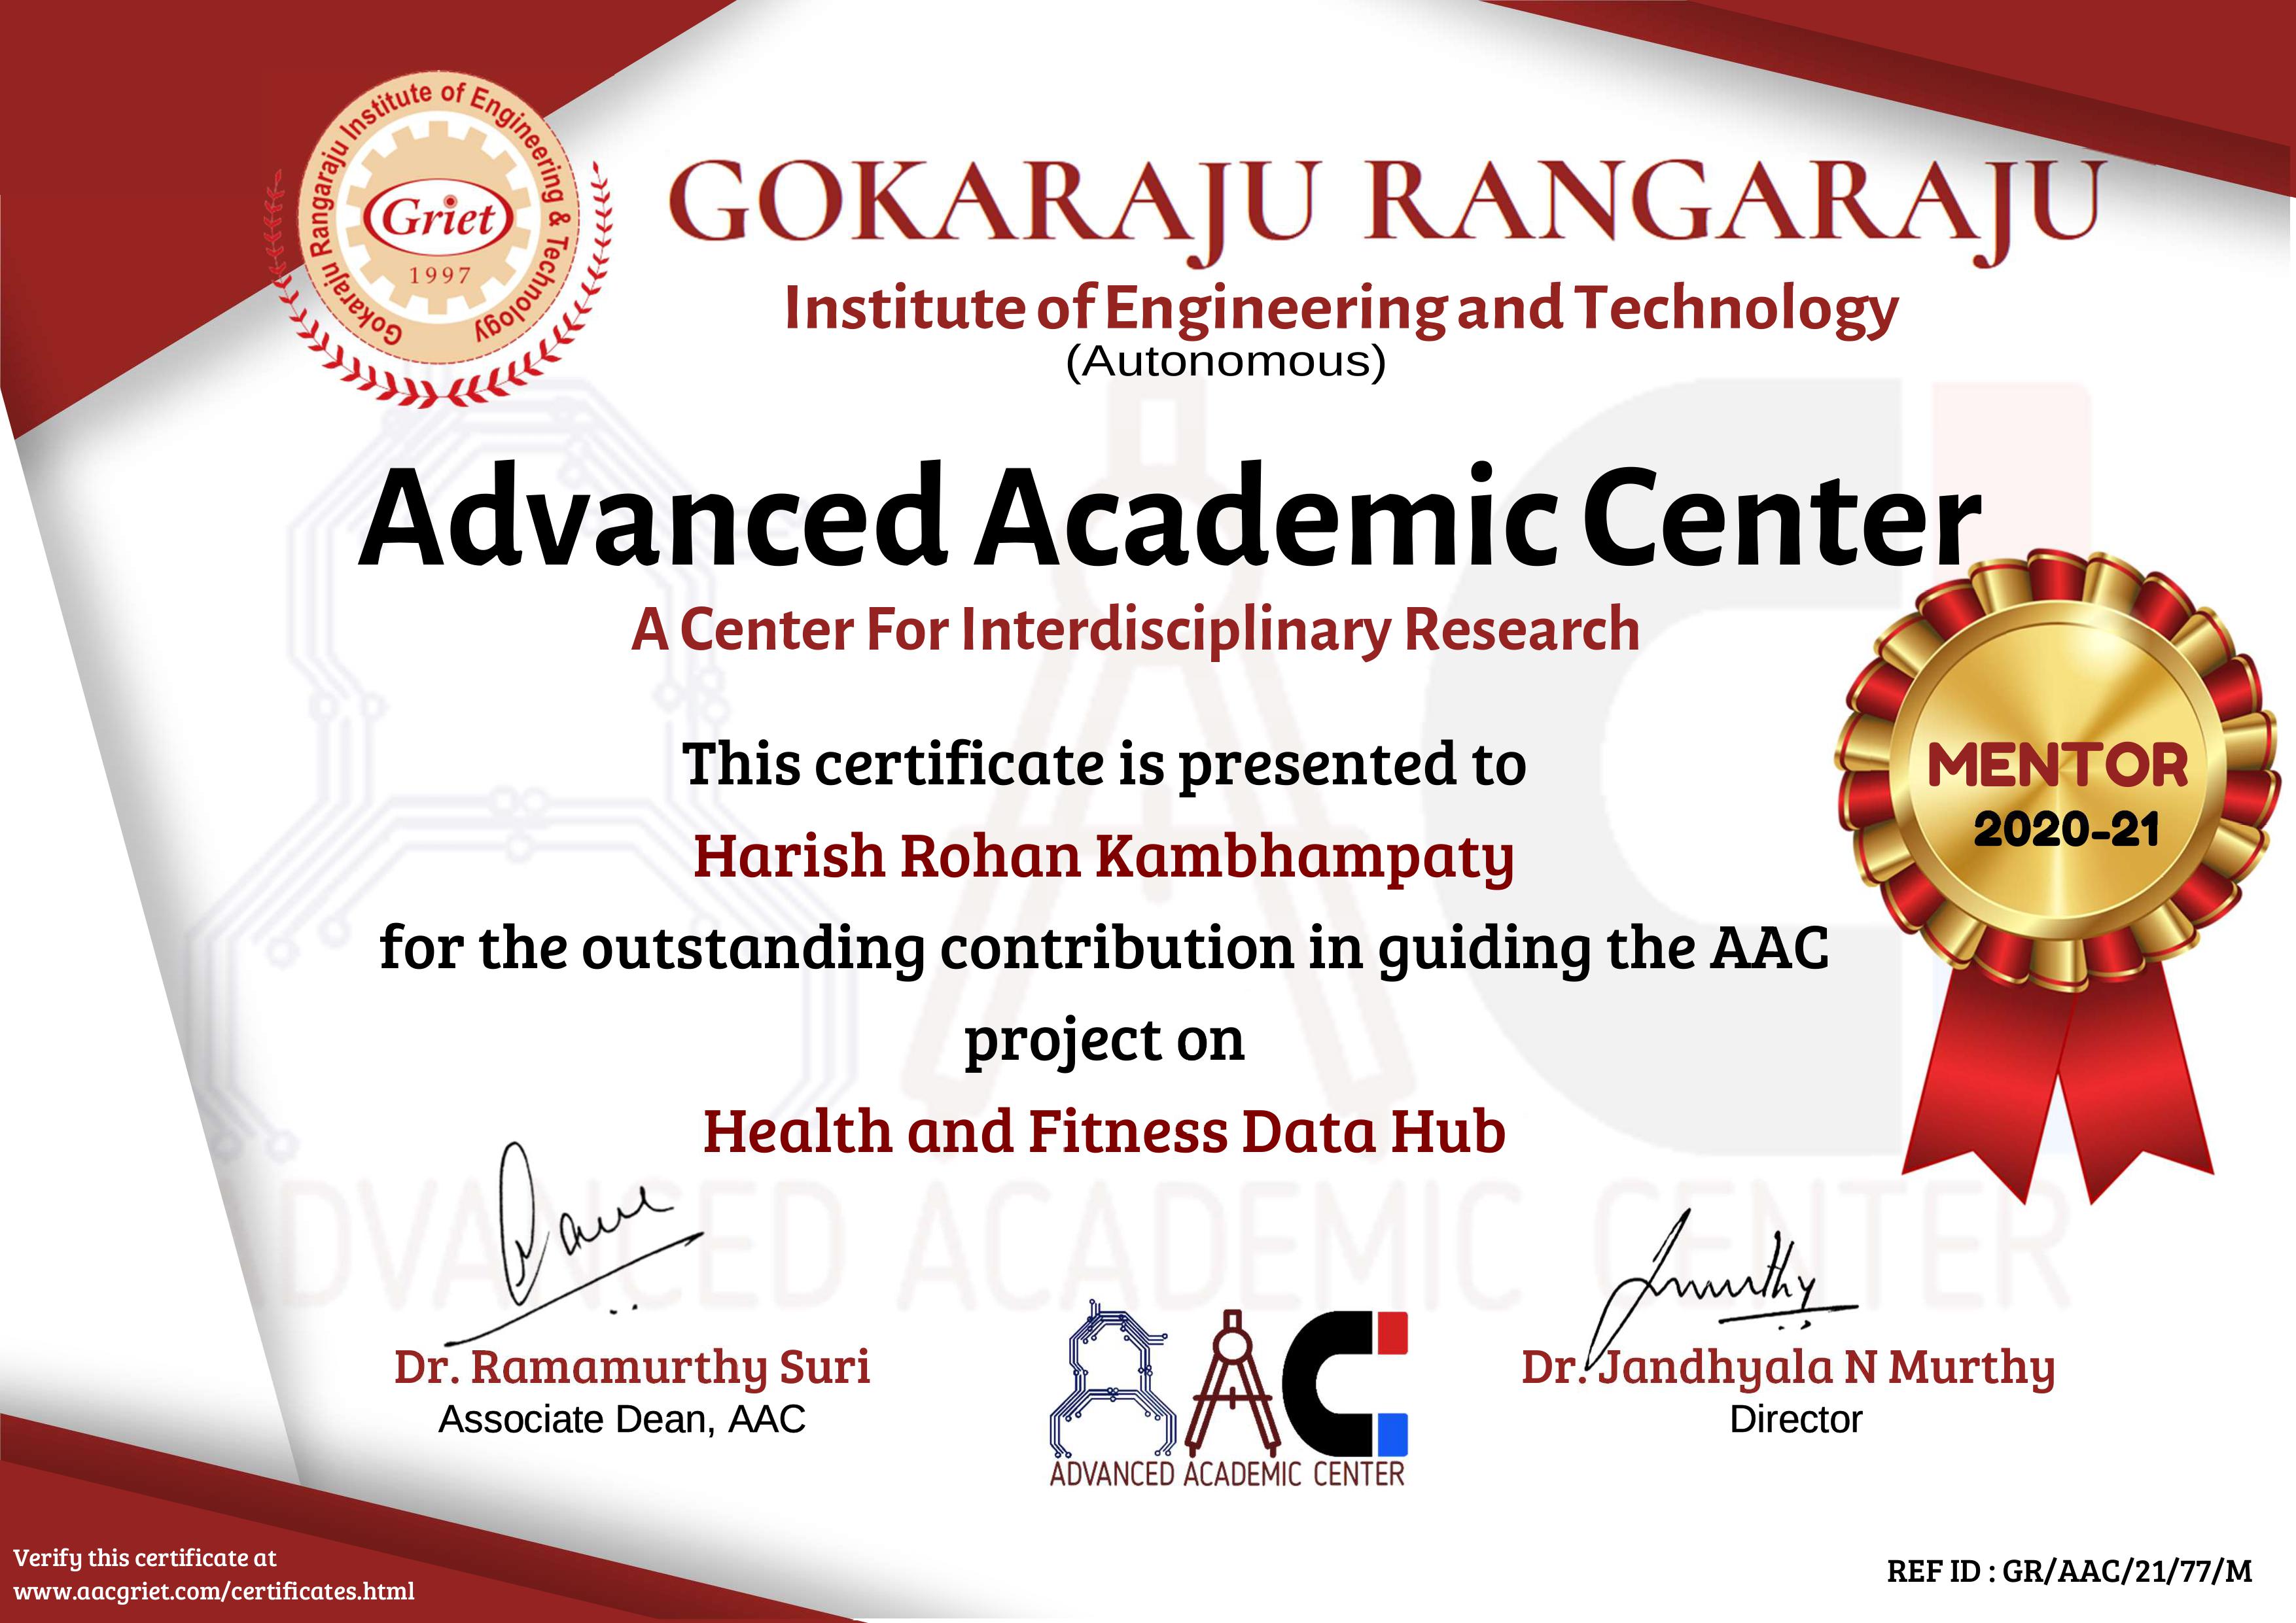 Gokaraju Rangaraju Institute of Engineering & Technology
Griet
1997
GOKARAJU RANGARAJU
Institute of Engineering and Technology
(Autonomous)
Advanced Academic Center
A Center For Interdisciplinary Research
This certificate is presented to
Harish Rohan Kambhampaty
for the outstanding contribution in guiding the AAC
project on
Health and Fitness Data Hub
MENTOR
2020-21
ADVANCED ACADEMIC CENTER
Dr. Ramamurthy Suri
Associate Dean, AAC
AAC
ADVANCED ACADEMIC CENTER
Dr. Jandhyala N Murthy
Director
Verify this certificate at
www.aacgriet.com/certificates.html
REF ID : GR/AAC/21/77/M